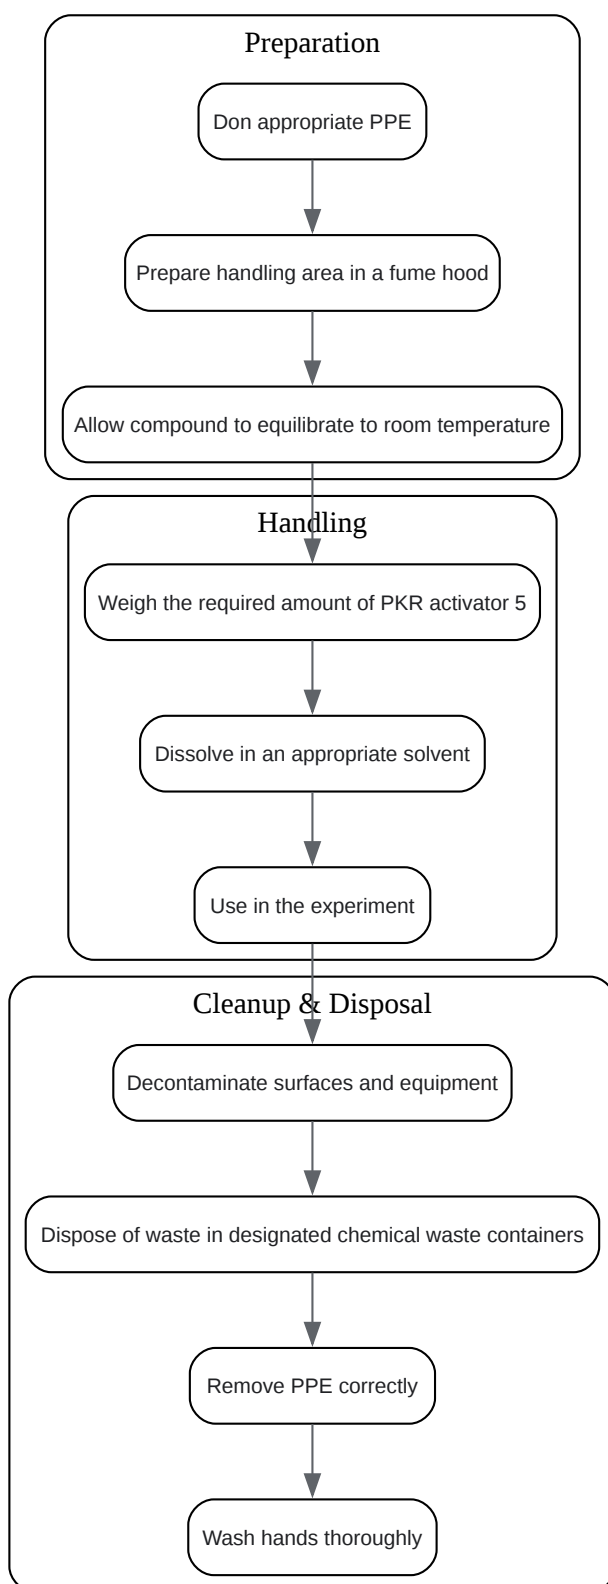 Preparation
Don appropriate PPE
Prepare handling area in a fume hood
Allow compound to equilibrate to room temperature
Handling
Weigh the required amount of PKR activator 5
Dissolve in an appropriate solvent
Use in the experiment
Cleanup & Disposal
Decontaminate surfaces and equipment
Dispose of waste in designated chemical waste containers
Remove PPE correctly
Wash hands thoroughly